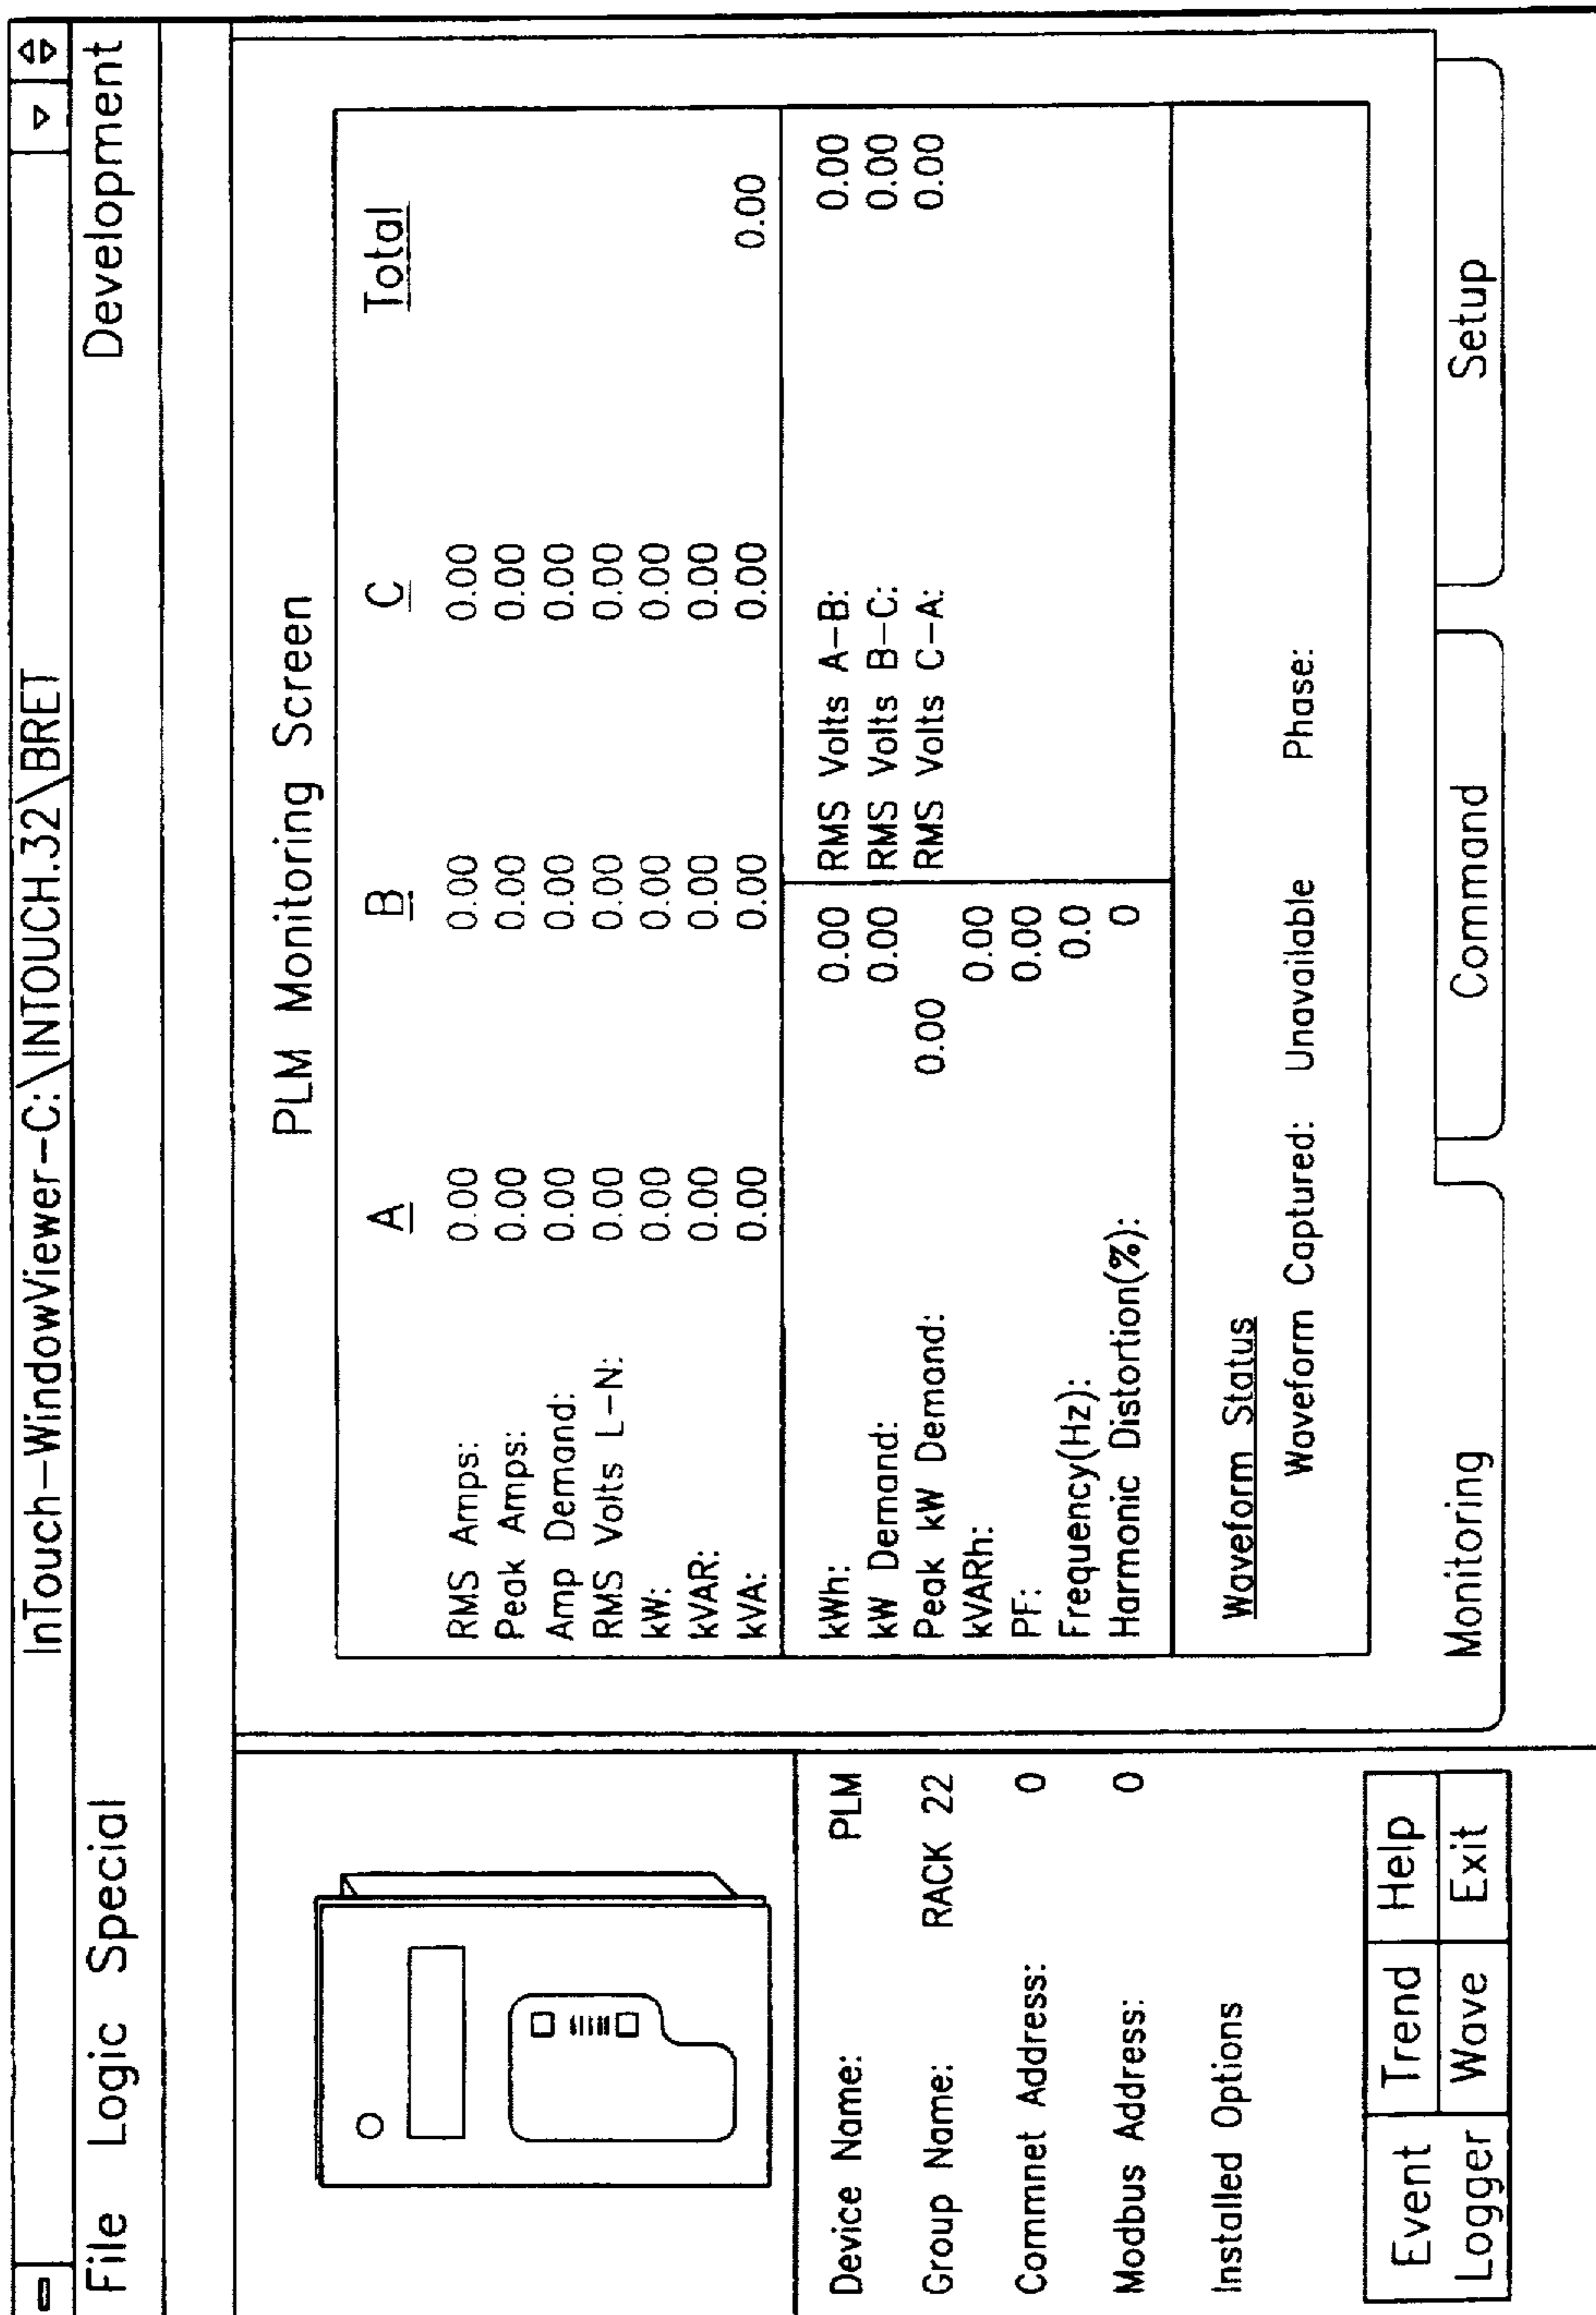 InTouch-WindowViewer-C:\INTOUCH.32\BRET
File Logic Special Development
PLM Monitoring Screen
A B C Total
RMS Amps: 0.00 0.00 0.00
Peak Amps: 0.00 0.00 0.00
Amp Demand: 0.00 0.00 0.00
RMS Volts L-N: 0.00 0.00 0.00
kW: 0.00 0.00 0.00
kVAR: 0.00 0.00 0.00
kVA: 0.00 0.00 0.00 0.00
kWh: 0.00 RMS Volts A-B: 0.00
kW Demand: 0.00 RMS Volts B-C: 0.00
Peak kW Demand: 0.00 RMS Volts C-A: 0.00
kVARh: 0.00
PF: 0.00
Frequency(Hz): 0.0
Harmonic Distortion(%): 0
Waveform Status
Waveform Captured: Unavailable Phase:
Monitoring Command Setup
Device Name: PLM
Group Name: RACK 22
Commnet Address: 0
Modbus Address: 0
Installed Options
Event Trend Help
Logger Wave Exit